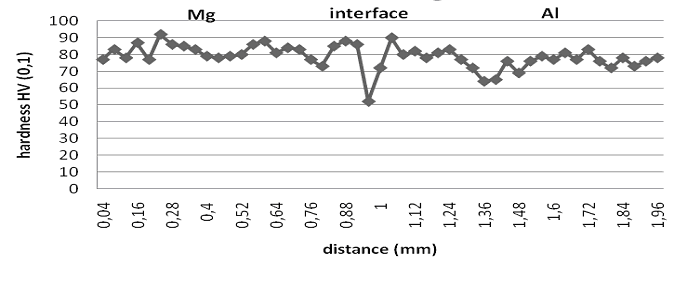 Mg interface Al
100
90
80
70
60
50
40
30
20
10
0
hardness HV (0,1)
0,04 0,16 0,28 0,4 0,52 0,64 0,76 0,88 1 1,12 1,24 1,36 1,48 1,6 1,72 1,84 1,96
distance (mm)